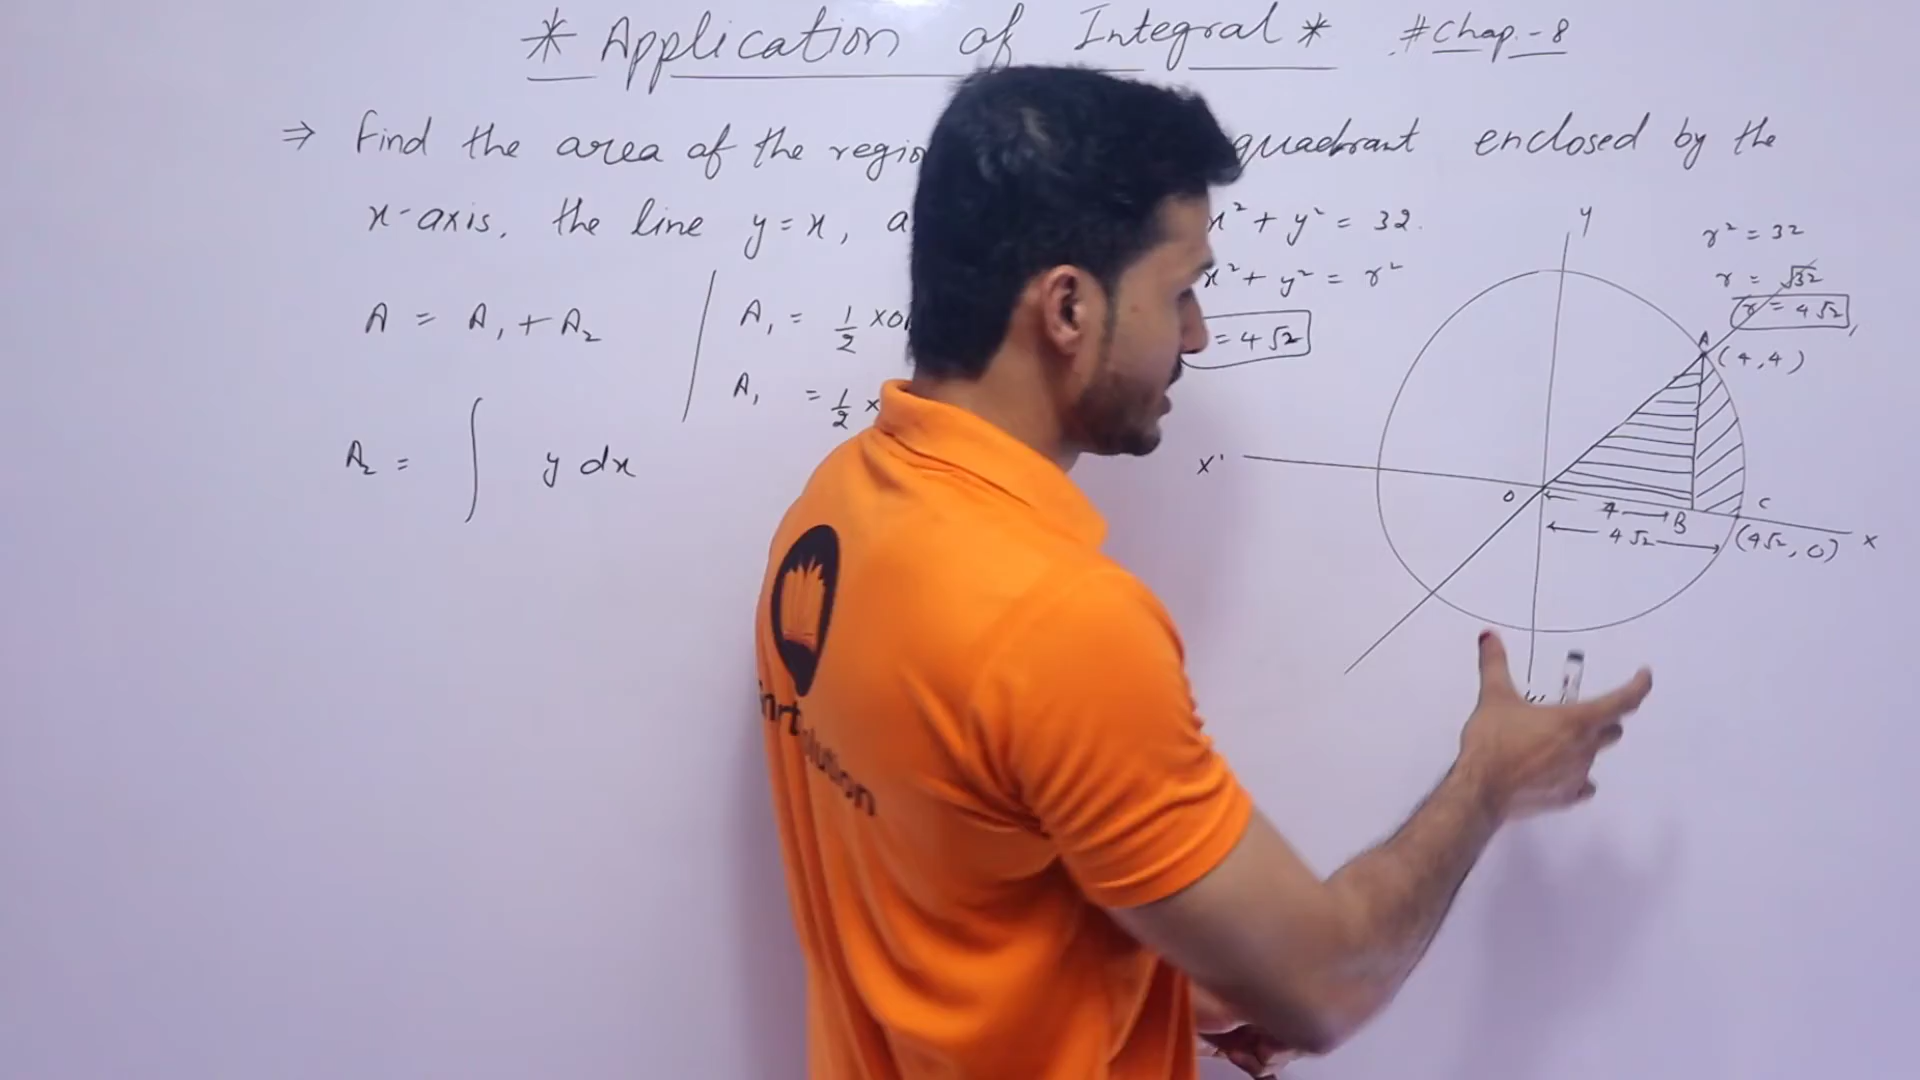 * Application of Integral * # Chap.-8
⇒ Find the area of the regio quadrant enclosed by the
x-axis, the line y = x, a x² + y² = 32.
x² + y² = r²
= 4√2
r² = 32
r = √32
r = 4√2
A = A₁ + A₂
A₁ = 1/2 × O
A₁ = 1/2 ×
A₂ = ∫ y dx
y
A (4,4)
x'
O
4
B
C
4√2
(4√2, 0)
x
y'